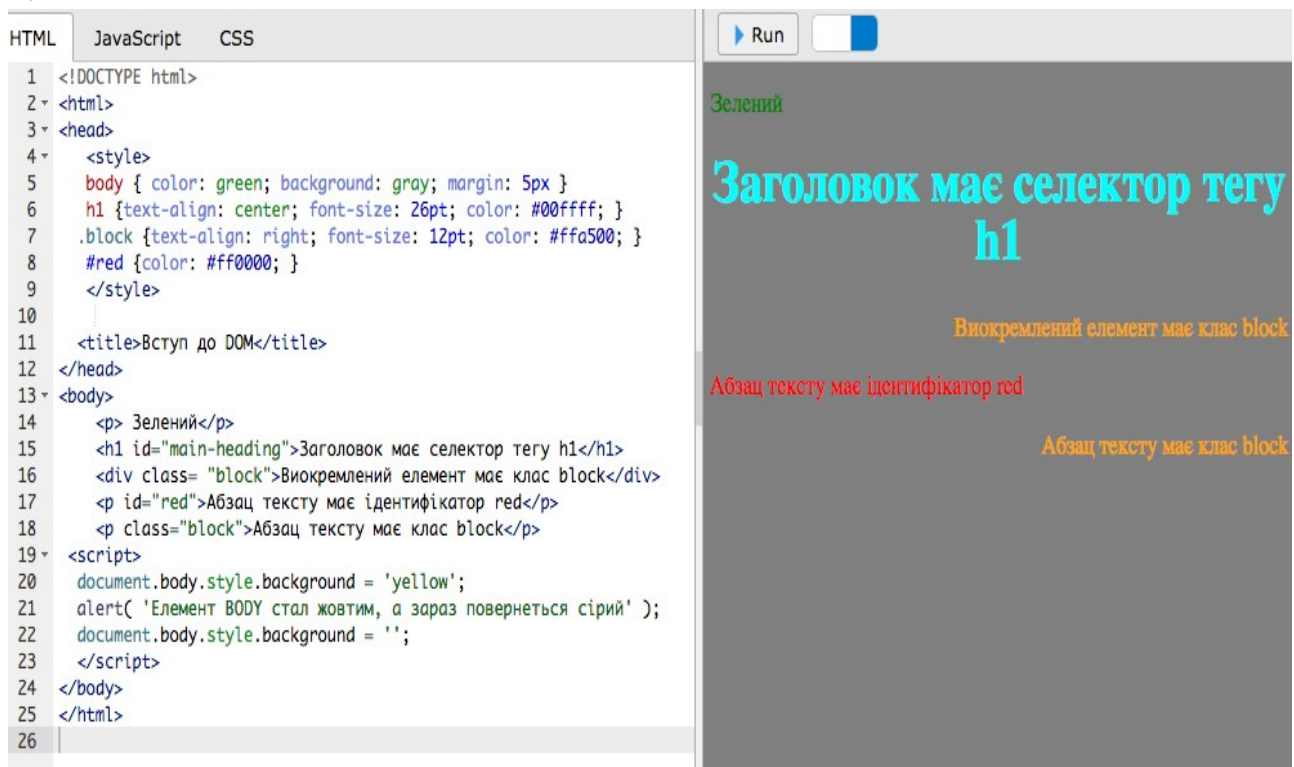 HTML JavaScript CSS
Run
1 <!DOCTYPE html>
2 <html>
3 <head>
4 <style>
5 body { color: green; background: gray; margin: 5px }
6 h1 {text-align: center; font-size: 26pt; color: #00ffff; }
7 .block {text-align: right; font-size: 12pt; color: #ffa500; }
8 #red {color: #ff0000; }
9 </style>
10
11 <title>Вступ до DOM</title>
12 </head>
13 <body>
14 <p> Зелений</p>
15 <h1 id="main-heading">Заголовок має селектор тегу h1</h1>
16 <div class= "block">Виокремлений елемент має клас block</div>
17 <p id="red">Абзац тексту має ідентифікатор red</p>
18 <p class="block">Абзац тексту має клас block</p>
19 <script>
20 document.body.style.background = 'yellow';
21 alert( 'Елемент BODY стал жовтим, а зараз повернеться сірий' );
22 document.body.style.background = '';
23 </script>
24 </body>
25 </html>
26
Зелений
Заголовок має селектор тегу
h1
Виокремлений елемент має клас block
Абзац тексту має ідентифікатор red
Абзац тексту має клас block